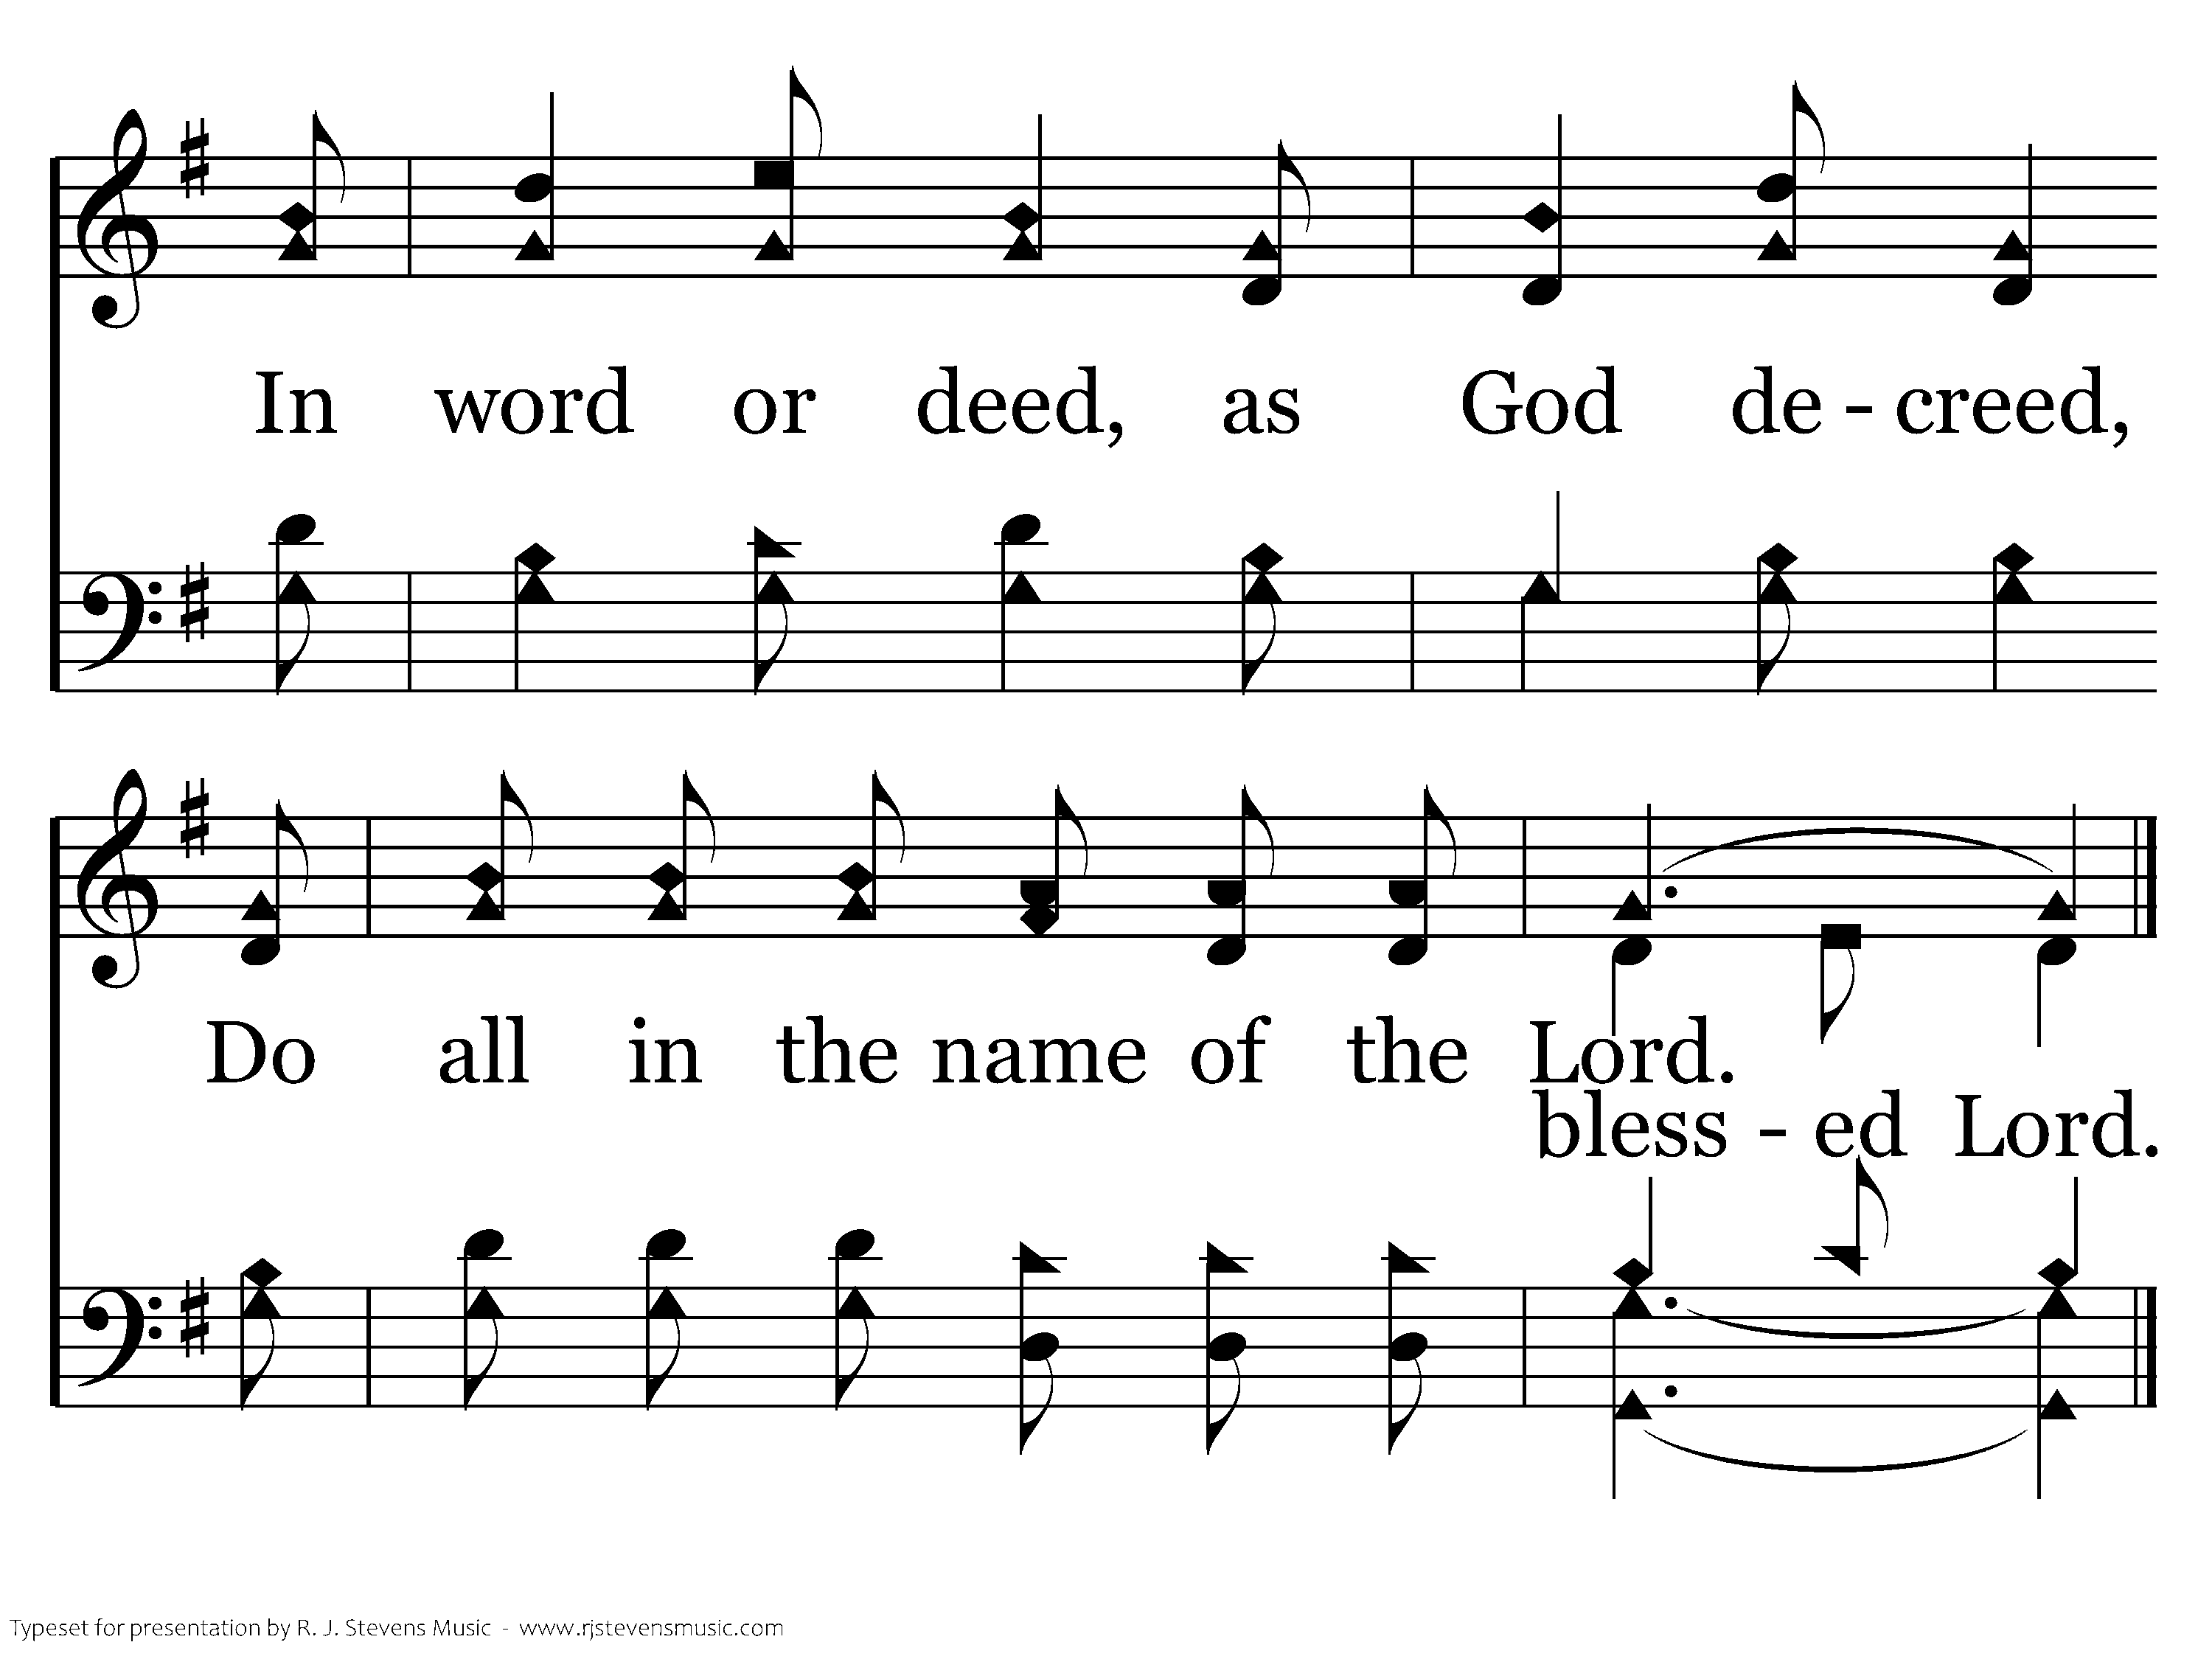 In word or deed, as God de - creed,
Do all in the name of the Lord.
bless - ed Lord.
Typeset for presentation by R. J. Stevens Music - www.rjstevensmusic.com